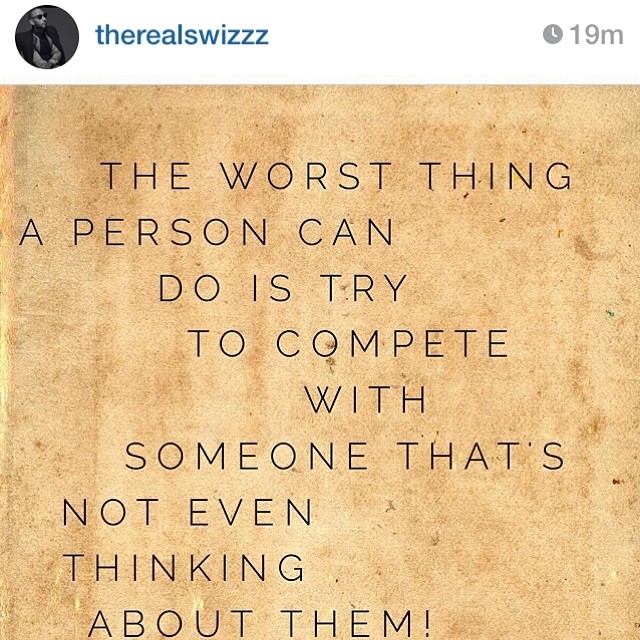 therealswizzz
19m
THE WORST THING
A PERSON CAN
DO IS TRY
TO COMPETE
WITH
SOMEONE THAT'S
NOT EVEN
THINKING
ABOUT THEM!